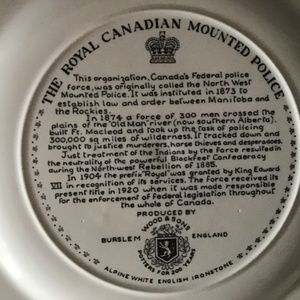 THE ROYAL CANADIAN MOUNTED POLICE
This organization, Canada's Federal police
force, was originally called the North West
Mounted Police. It was instituted in 1873 to
establish law and order between Manitoba and
the Rockies.
In 1874 a force of 300 men crossed the
plains of the 'Old Man' river (now southern Alberta).
built Ft. Macleod and took up the task of policing
300,000 sq miles of wilderness. It tracked down and
brought to justice murderers, horse thieves and desperadoes.
Just treatment of the Indians by the force resulted in
the neutrality of the powerful Blackfeet Confederacy
during the North-west Rebellion of 1885.
In 1904 the prefix 'Royal' was granted by King Edward
VII in recognition of its services. The force received its
present title in 1920 when it was made responsible
for the enforcement of Federal legislation throughout
the whole of Canada.
PRODUCED BY
WOOD & SONS
BURSLEM ENGLAND
POTTERS FOR 200 YEARS
ALPINE WHITE ENGLISH IRONSTONE